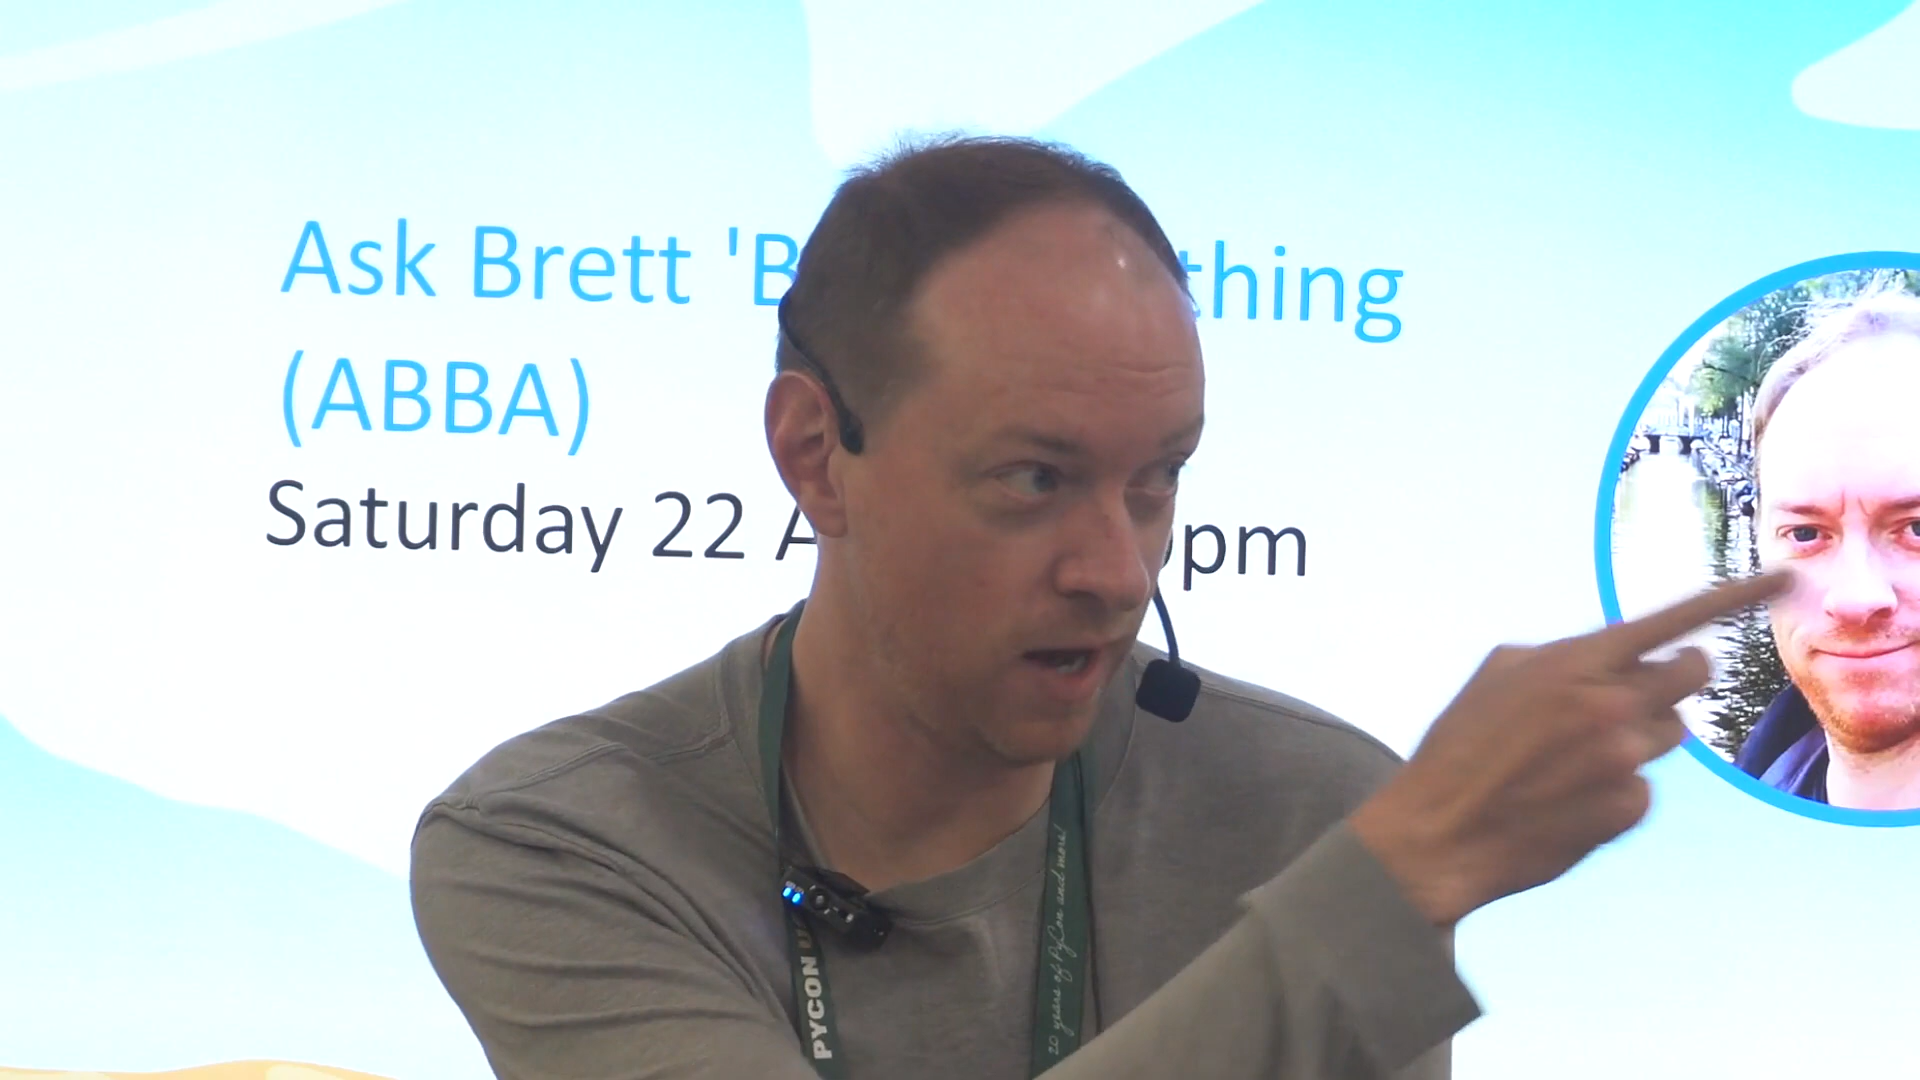 Ask Brett 'B thing
(ABBA)
Saturday 22 A pm
PYCON U
20 years of PyCon and more!